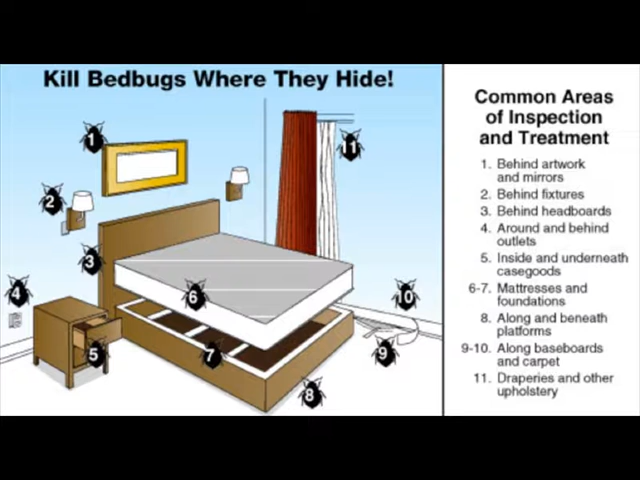 Kill Bedbugs Where They Hide!
1
2
3
4
5
6
7
8
9
10
11
Common Areas
of Inspection
and Treatment
1. Behind artwork
and mirrors
2. Behind fixtures
3. Behind headboards
4. Around and behind
outlets
5. Inside and underneath
casegoods
6-7. Mattresses and
foundations
8. Along and beneath
platforms
9-10. Along baseboards
and carpet
11. Draperies and other
upholstery